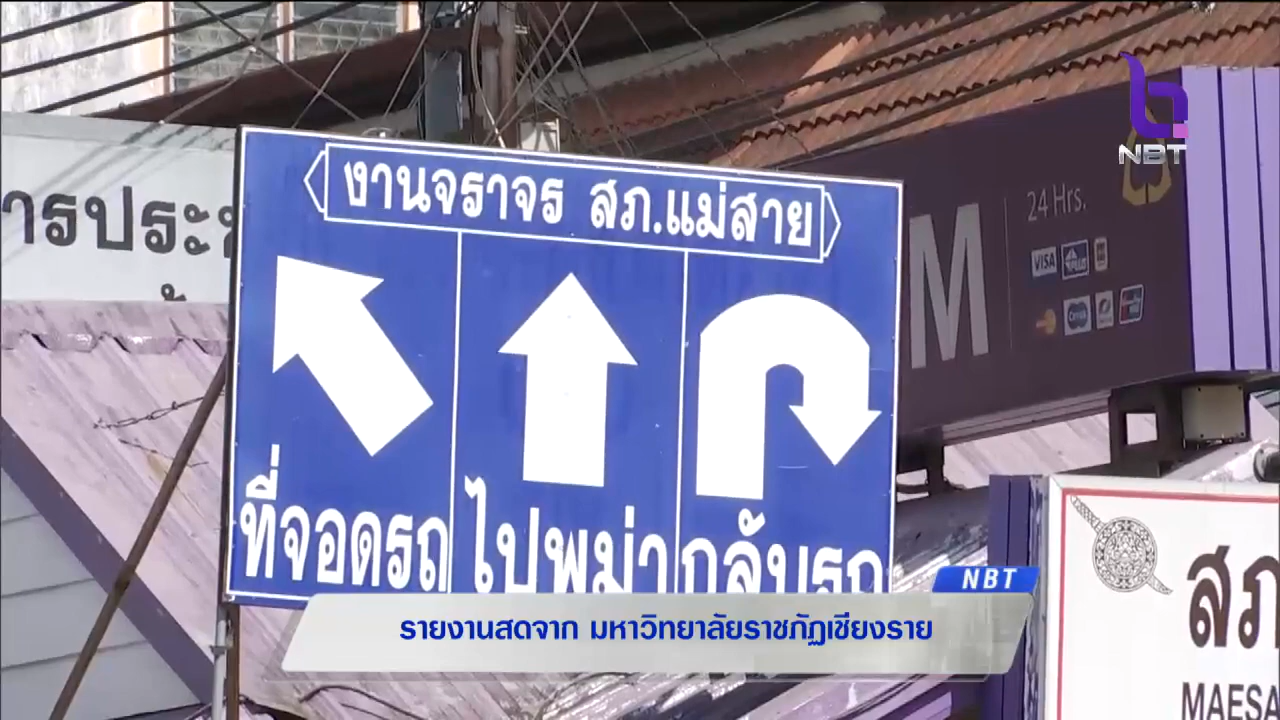 NBT
งานจราจร สภ.แม่สาย
24 Hrs.
VISA
PLUS
M
ที่จอดรถ
ไปพม่า
กลับรถ
สภ
MAESA
NBT
รายงานสดจาก มหาวิทยาลัยราชภัฏเชียงราย